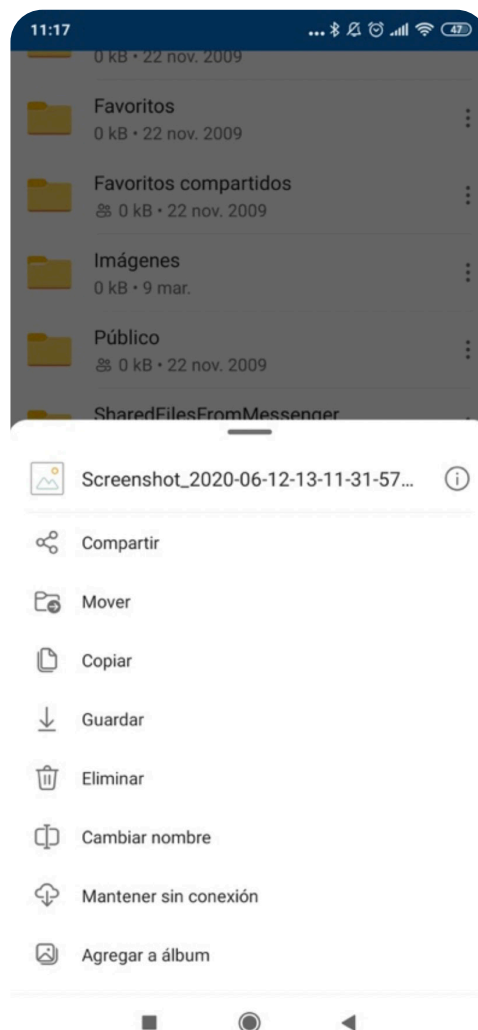 11:17
47
0 kB • 22 nov. 2009
Favoritos
0 kB • 22 nov. 2009
Favoritos compartidos
0 kB • 22 nov. 2009
Imágenes
0 kB • 9 mar.
Público
0 kB • 22 nov. 2009
SharedFilesFromMessenger
Screenshot_2020-06-12-13-11-31-57...
Compartir
Mover
Copiar
Guardar
Eliminar
Cambiar nombre
Mantener sin conexión
Agregar a álbum